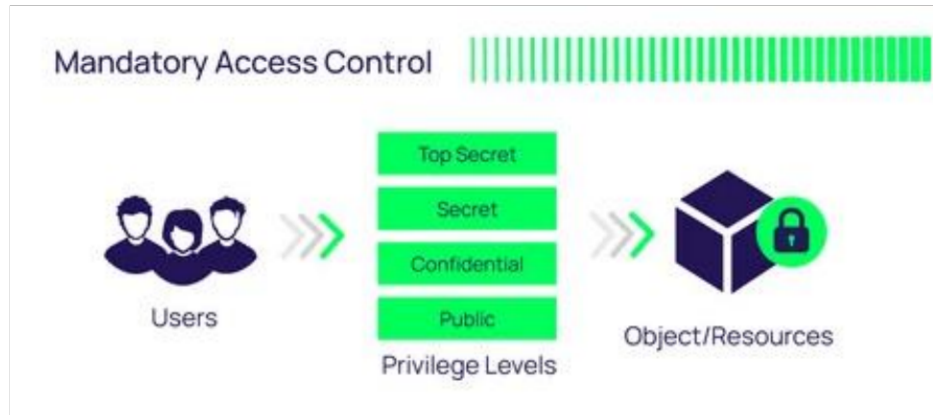 Mandatory Access Control
Top Secret
Secret
Confidential
Public
Users
Privilege Levels
Object/Resources